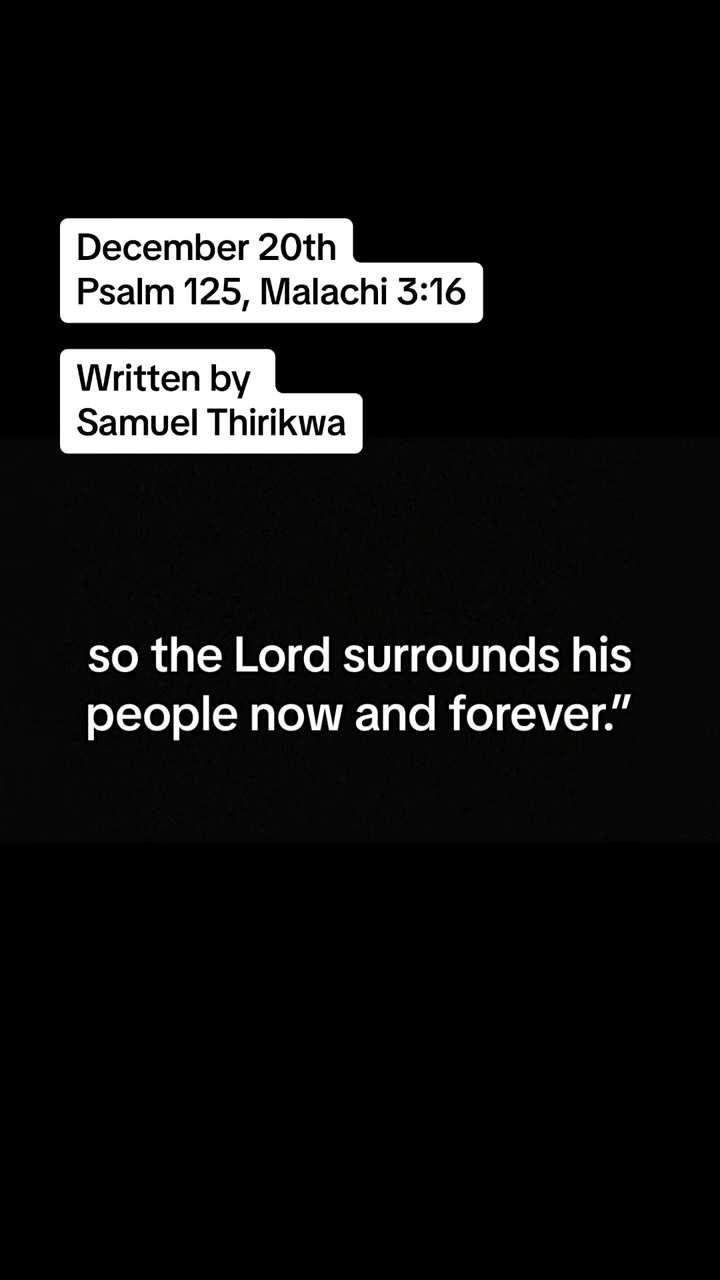 December 20th
Psalm 125, Malachi 3:16
Written by
Samuel Thirikwa
so the Lord surrounds his
people now and forever.”